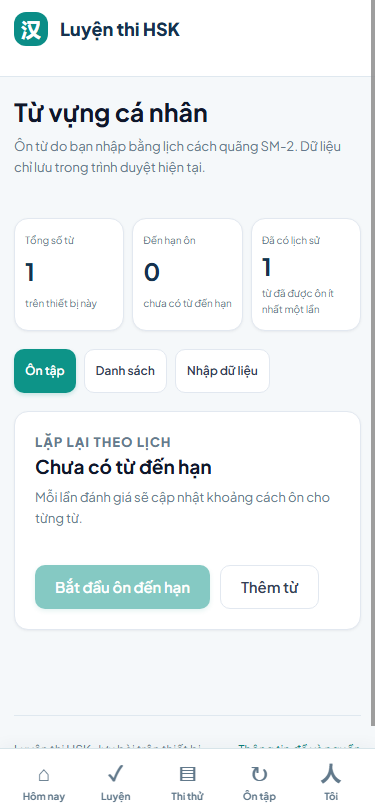 汉 Luyện thi HSK
Từ vựng cá nhân
Ôn từ do bạn nhập bằng lịch cách quãng SM-2. Dữ liệu
chỉ lưu trong trình duyệt hiện tại.
Tổng số từ
1
trên thiết bị này
Đến hạn ôn
0
chưa có từ đến hạn
Đã có lịch sử
1
từ đã được ôn ít
nhất một lần
Ôn tập Danh sách Nhập dữ liệu
LẶP LẠI THEO LỊCH
Chưa có từ đến hạn
Mỗi lần đánh giá sẽ cập nhật khoảng cách ôn cho
từng từ.
Bắt đầu ôn đến hạn Thêm từ
Hôm nay Luyện Thi thử Ôn tập 人 Tôi